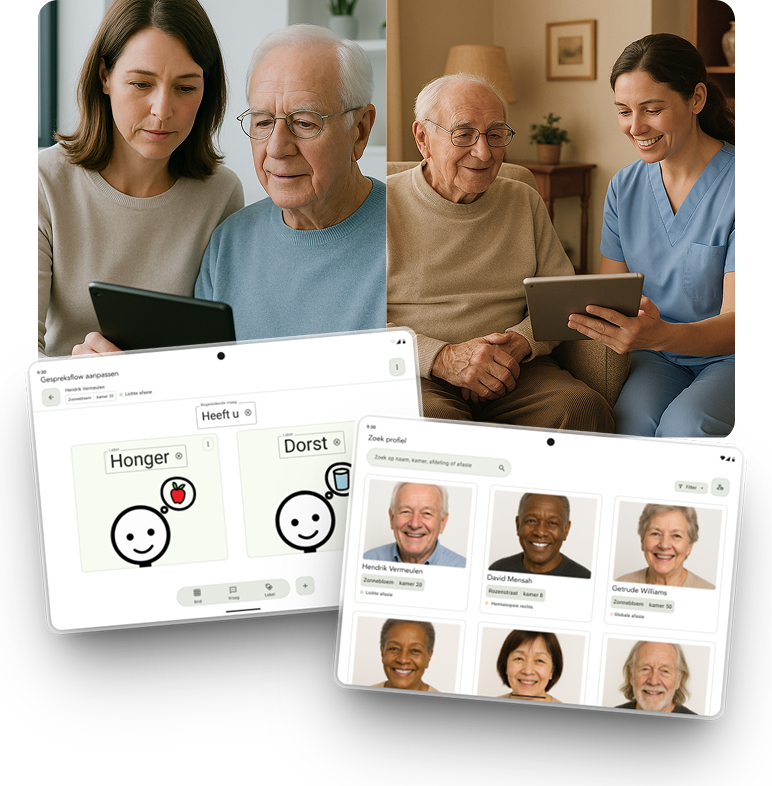 9:30
Gespreksflow aanpassen
Hendrik Vermeulen
Zonnebloem kamer 20
Lichte afasie
Begeleidende vraag
Heeft u
Label
Honger
Label
Dorst
Grid
Vraag
Label
9:30
Zoek profiel
Zoek op naam, kamer, afdeling of afasie
Filter
Hendrik Vermeulen
Zonnebloem kamer 20
Lichte afasie
David Mensah
Rozenstraat kamer 8
Hemianopsie rechts
Getrude Williams
Zonnebloem kamer 50
Globale afasie